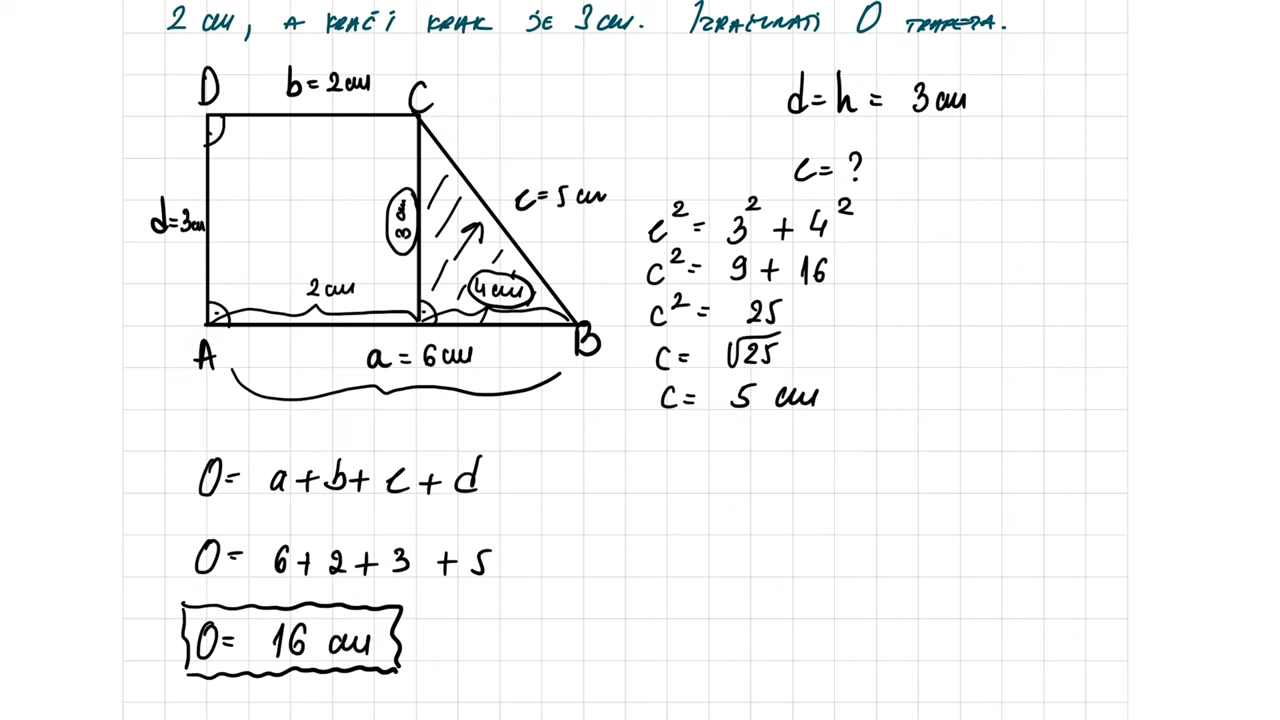 2 cm, a kraći krak je 3 cm. Izračunati O trapeza.
D b = 2 cm C
d = h = 3 cm
c = ?
d = 3 cm
3 cm
c = 5 cm
c² = 3² + 4²
c² = 9 + 16
c² = 25
c = √25
c = 5 cm
2 cm
4 cm
A a = 6 cm B
O = a + b + c + d
O = 6 + 2 + 3 + 5
O = 16 cm